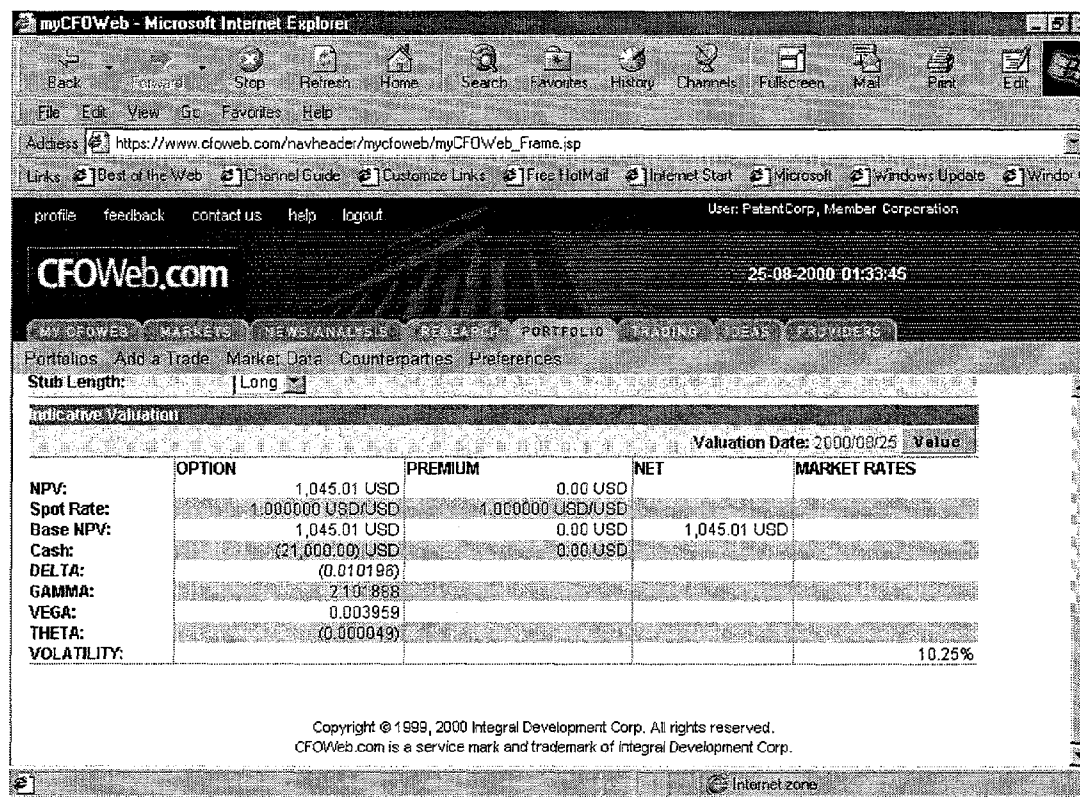 myCFOWeb - Microsoft Internet Explorer
Back Forward Stop Refresh Home Search Favorites History Channels Fullscreen Mail Print Edit
File Edit View Go Favorites Help
Address https://www.cfoweb.com/navheader/mycfoweb/myCFOWeb_Frame.jsp
Links Best of the Web Channel Guide Customize Links Free HotMail Internet Start Microsoft Windows Update
profile feedback contact us help logout User: PatentCorp, Member Corporation
CFOWeb.com 25-08-2000 01:33:45
MY CFOWEB MARKETS NEWS/ANALYSIS RESEARCH PORTFOLIO TRADING IDEAS PROVIDERS
Portfolios Add a Trade Market Data Counterparties Preferences
Stub Length: Long
Indicative Valuation
Valuation Date: 2000/08/25 Value
OPTION PREMIUM NET MARKET RATES
NPV: 1,045.01 USD 0.00 USD
Spot Rate: 1.000000 USD/USD 1.000000 USD/USD
Base NPV: 1,045.01 USD 0.00 USD 1,045.01 USD
Cash: (21,000.00) USD 0.00 USD
DELTA: (0.010196)
GAMMA: 2.101888
VEGA: 0.003959
THETA: (0.000049)
VOLATILITY: 10.25%
Copyright © 1999, 2000 Integral Development Corp. All rights reserved.
CFOWeb.com is a service mark and trademark of Integral Development Corp.
Internet zone